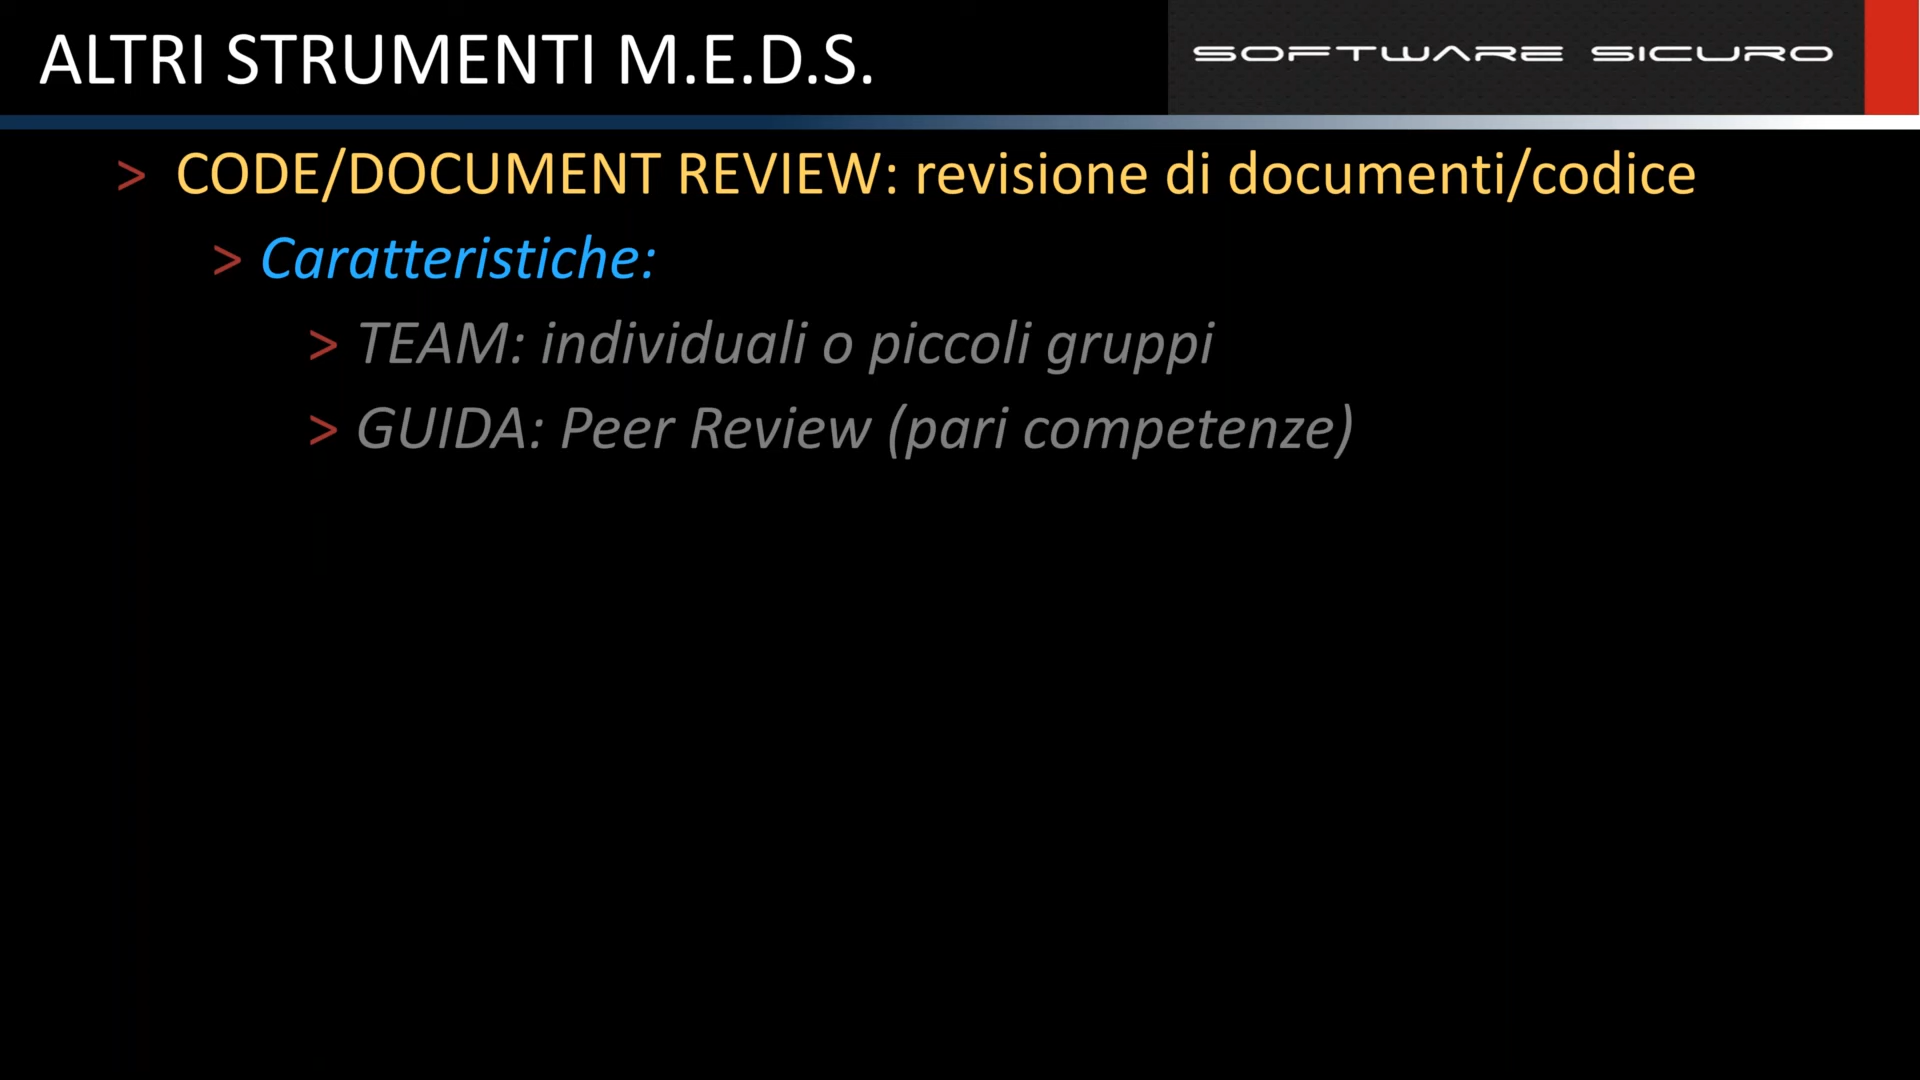 ALTRI STRUMENTI M.E.D.S.
SOFTWARE SICURO
> CODE/DOCUMENT REVIEW: revisione di documenti/codice
> Caratteristiche:
> TEAM: individuali o piccoli gruppi
> GUIDA: Peer Review (pari competenze)